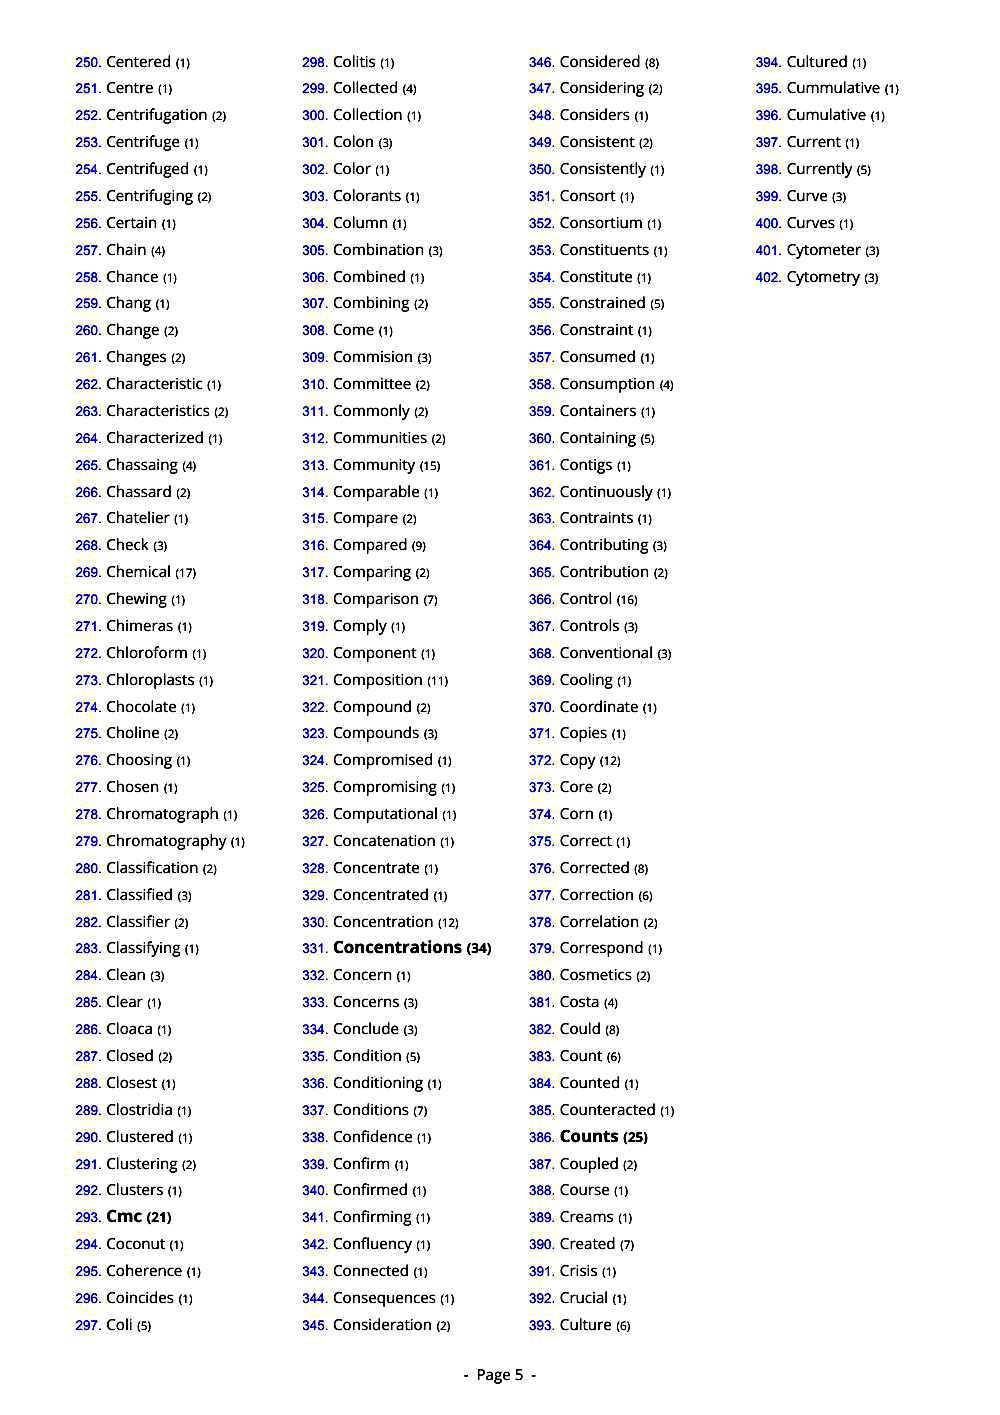 250. Centered (1)
251. Centre (1)
252. Centrifugation (2)
253. Centrifuge (1)
254. Centrifuged (1)
255. Centrifuging (2)
256. Certain (1)
257. Chain (4)
258. Chance (1)
259. Chang (1)
260. Change (2)
261. Changes (2)
262. Characteristic (1)
263. Characteristics (2)
264. Characterized (1)
265. Chassaing (4)
266. Chassard (2)
267. Chatelier (1)
268. Check (3)
269. Chemical (17)
270. Chewing (1)
271. Chimeras (1)
272. Chloroform (1)
273. Chloroplasts (1)
274. Chocolate (1)
275. Choline (2)
276. Choosing (1)
277. Chosen (1)
278. Chromatograph (1)
279. Chromatography (1)
280. Classification (2)
281. Classified (3)
282. Classifier (2)
283. Classifying (1)
284. Clean (3)
285. Clear (1)
286. Cloaca (1)
287. Closed (2)
288. Closest (1)
289. Clostridia (1)
290. Clustered (1)
291. Clustering (2)
292. Clusters (1)
293. Cmc (21)
294. Coconut (1)
295. Coherence (1)
296. Coincides (1)
297. Coli (5)
298. Colitis (1)
299. Collected (4)
300. Collection (1)
301. Colon (3)
302. Color (1)
303. Colorants (1)
304. Column (1)
305. Combination (3)
306. Combined (1)
307. Combining (2)
308. Come (1)
309. Commision (3)
310. Committee (2)
311. Commonly (2)
312. Communities (2)
313. Community (15)
314. Comparable (1)
315. Compare (2)
316. Compared (9)
317. Comparing (2)
318. Comparison (7)
319. Comply (1)
320. Component (1)
321. Composition (11)
322. Compound (2)
323. Compounds (3)
324. Compromised (1)
325. Compromising (1)
326. Computational (1)
327. Concatenation (1)
328. Concentrate (1)
329. Concentrated (1)
330. Concentration (12)
331. Concentrations (34)
332. Concern (1)
333. Concerns (3)
334. Conclude (3)
335. Condition (5)
336. Conditioning (1)
337. Conditions (7)
338. Confidence (1)
339. Confirm (1)
340. Confirmed (1)
341. Confirming (1)
342. Confluency (1)
343. Connected (1)
344. Consequences (1)
345. Consideration (2)
346. Considered (8)
347. Considering (2)
348. Considers (1)
349. Consistent (2)
350. Consistently (1)
351. Consort (1)
352. Consortium (1)
353. Constituents (1)
354. Constitute (1)
355. Constrained (5)
356. Constraint (1)
357. Consumed (1)
358. Consumption (4)
359. Containers (1)
360. Containing (5)
361. Contigs (1)
362. Continuously (1)
363. Contraints (1)
364. Contributing (3)
365. Contribution (2)
366. Control (16)
367. Controls (3)
368. Conventional (3)
369. Cooling (1)
370. Coordinate (1)
371. Copies (1)
372. Copy (12)
373. Core (2)
374. Corn (1)
375. Correct (1)
376. Corrected (8)
377. Correction (6)
378. Correlation (2)
379. Correspond (1)
380. Cosmetics (2)
381. Costa (4)
382. Could (8)
383. Count (6)
384. Counted (1)
385. Counteracted (1)
386. Counts (25)
387. Coupled (2)
388. Course (1)
389. Creams (1)
390. Created (7)
391. Crisis (1)
392. Crucial (1)
393. Culture (6)
394. Cultured (1)
395. Cummulative (1)
396. Cumulative (1)
397. Current (1)
398. Currently (5)
399. Curve (3)
400. Curves (1)
401. Cytometer (3)
402. Cytometry (3)
- Page 5 -